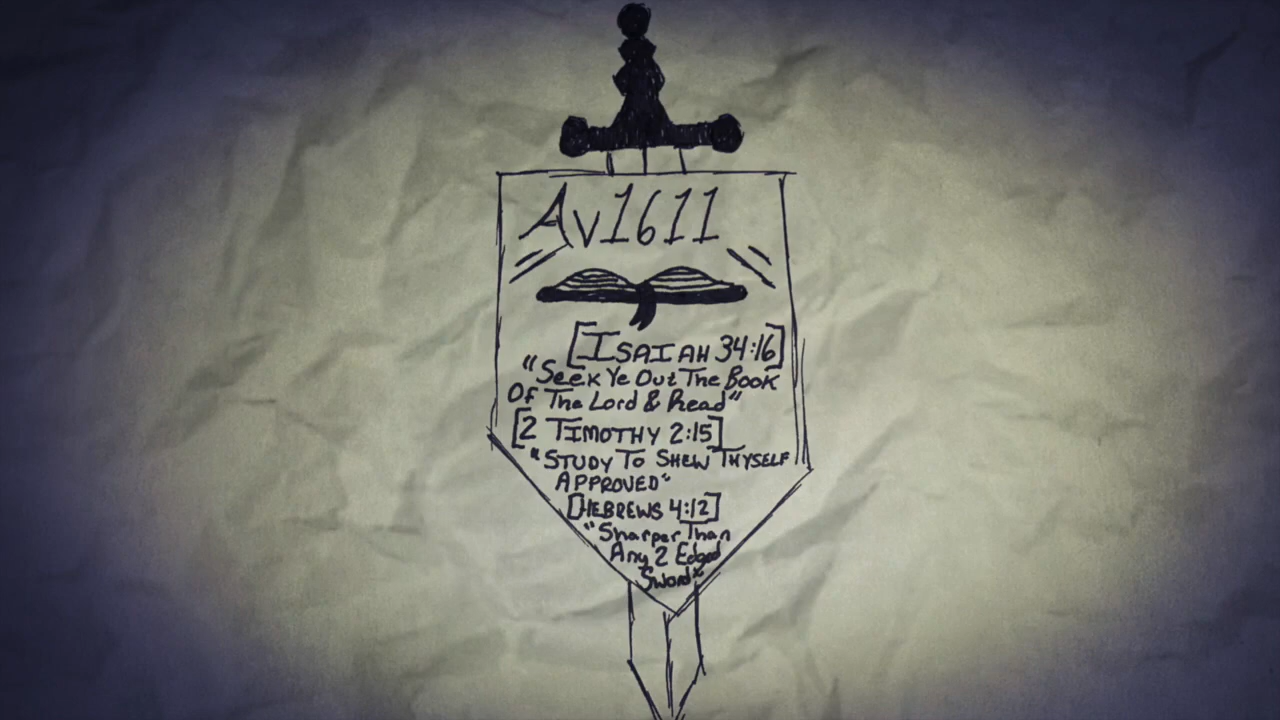 Av1611
[ISAIAH 34:16]
"Seek Ye Out The Book
Of The Lord & Read"
[2 TIMOTHY 2:15]
"STUDY TO SHEW THYSELF
APPROVED"
[HEBREWS 4:12]
"Sharper Than
Any 2 Edged
Sword"